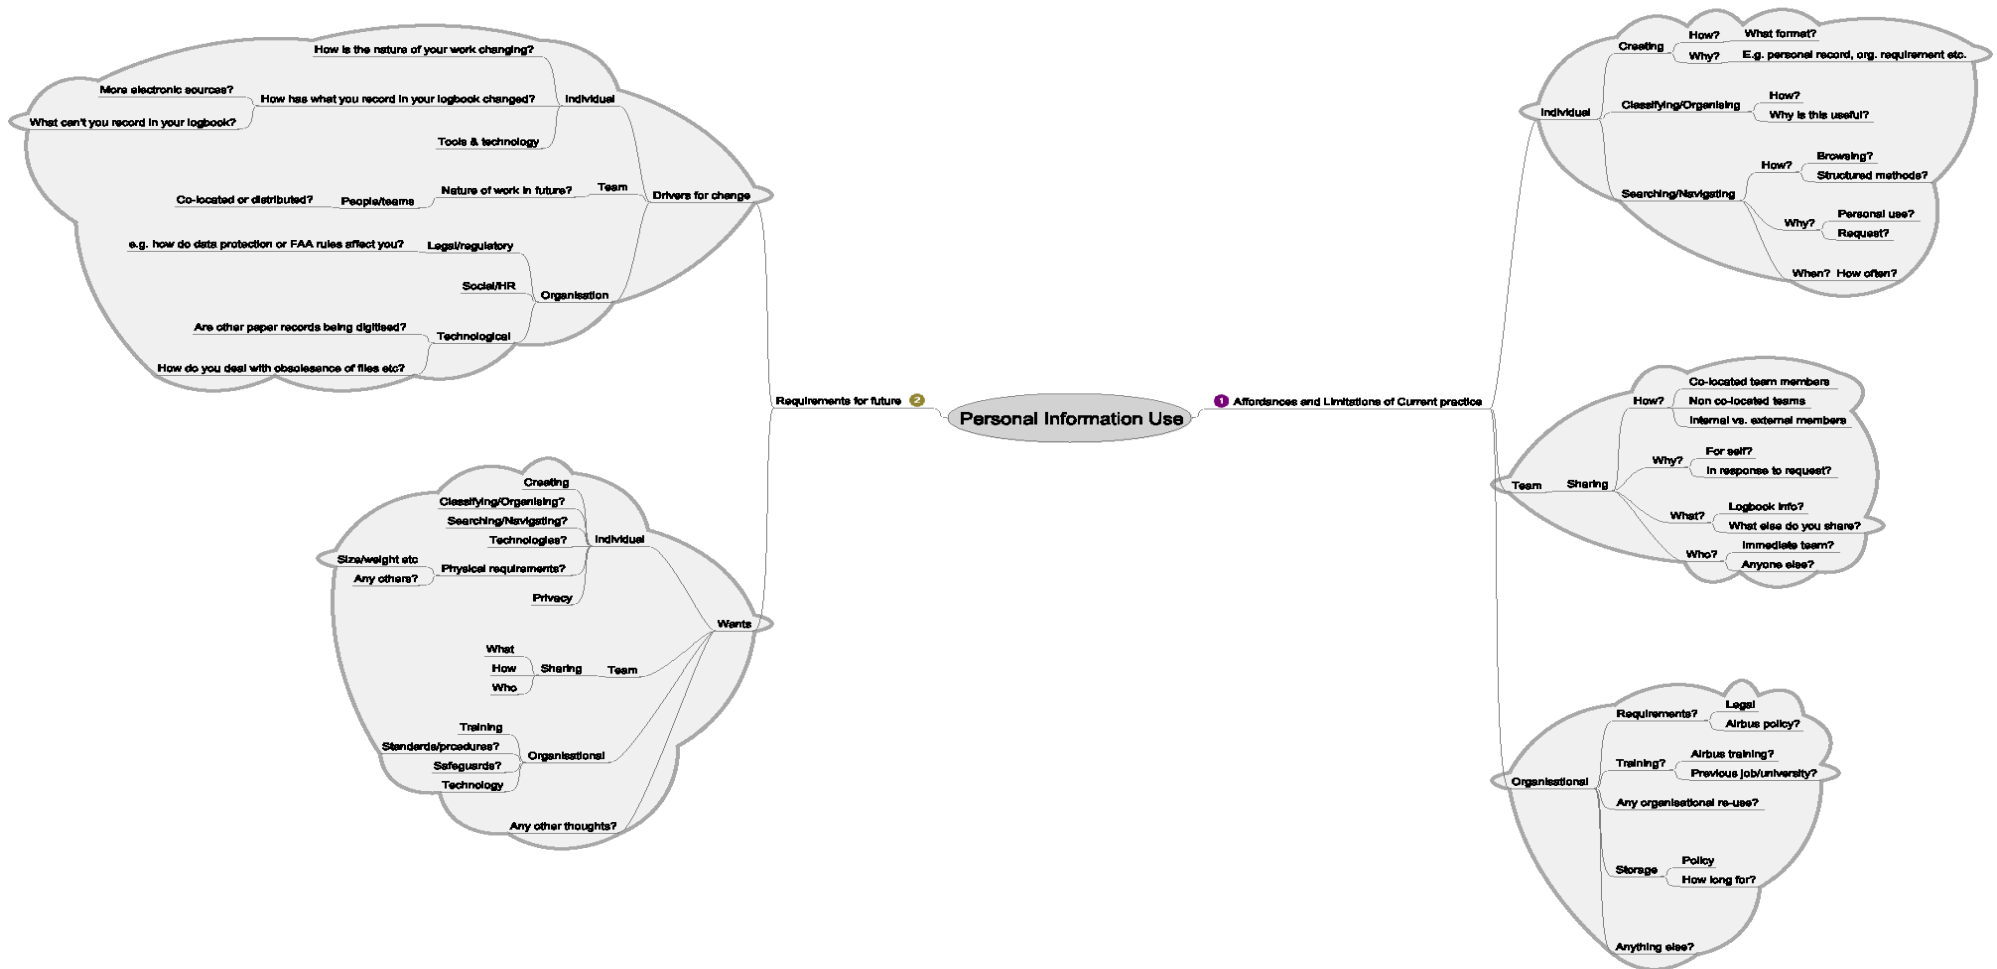 Personal Information Use
1
Affordances and Limitations of Current practice
Individual
Creating
How?
What format?
Why?
E.g. personal record, org. requirement etc.
Classifying/Organising
How?
Why is this useful?
Searching/Navigating
How?
Browsing?
Structured methods?
Why?
Personal use?
Request?
When? How often?
Team
Sharing
How?
Co-located team members
Non co-located teams
Internal vs. external members
Why?
For self?
In response to request?
What?
Logbook info?
What else do you share?
Who?
Immediate team?
Anyone else?
Organisational
Requirements?
Legal
Airbus policy?
Training?
Airbus training?
Previous job/university?
Any organisational re-use?
Storage
Policy
How long for?
Anything else?
Requirements for future
2
Drivers for change
Individual
How is the nature of your work changing?
How has what you record in your logbook changed?
More electronic sources?
What can't you record in your logbook?
Tools & technology
Team
Nature of work in future?
People/teams
Co-located or distributed?
Organisation
Legal/regulatory
e.g. how do data protection or FAA rules affect you?
Social/HR
Technological
Are other paper records being digitised?
How do you deal with obsolesence of files etc?
Wants
Individual
Creating
Classifying/Organising?
Searching/Navigating?
Technologies?
Physical requirements?
Size/weight etc
Any others?
Privacy
Team
Sharing
What
How
Who
Organisational
Training
Standards/prcedures?
Safeguards?
Technology
Any other thoughts?